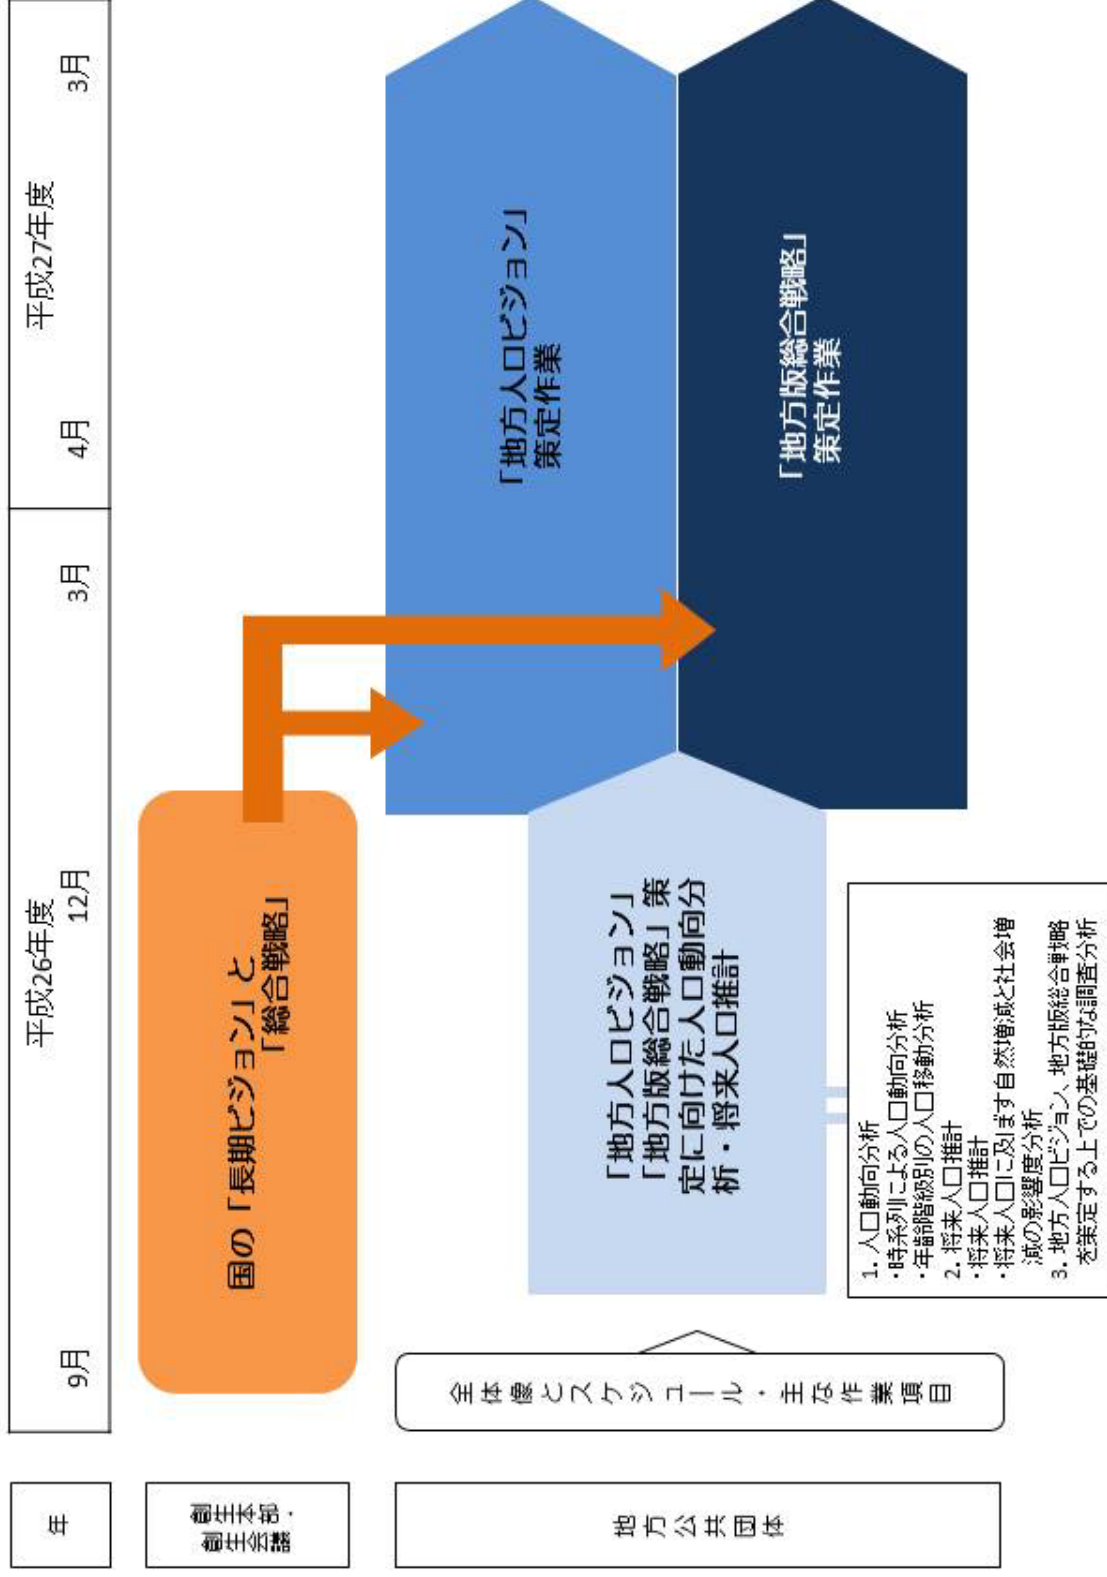 年
平成26年度
平成27年度
9月
12月
3月
4月
3月
創生本部・
創生会議
国の「長期ビジョン」と
「総合戦略」
地方公共団体
全体像とスケジュール・主な作業項目
「地方人口ビジョン」
「地方版総合戦略」策
定に向けた人口動向分
析・将来人口推計
「地方人口ビジョン」
策定作業
「地方版総合戦略」
策定作業
1. 人口動向分析
・時系列による人口動向分析
・年齢階級別の人口移動分析
2. 将来人口推計
・将来人口推計
・将来人口に及ぼす自然増減と社会増
減の影響度分析
3. 地方人口ビジョン、地方版総合戦略
を策定する上での基礎的な調査分析